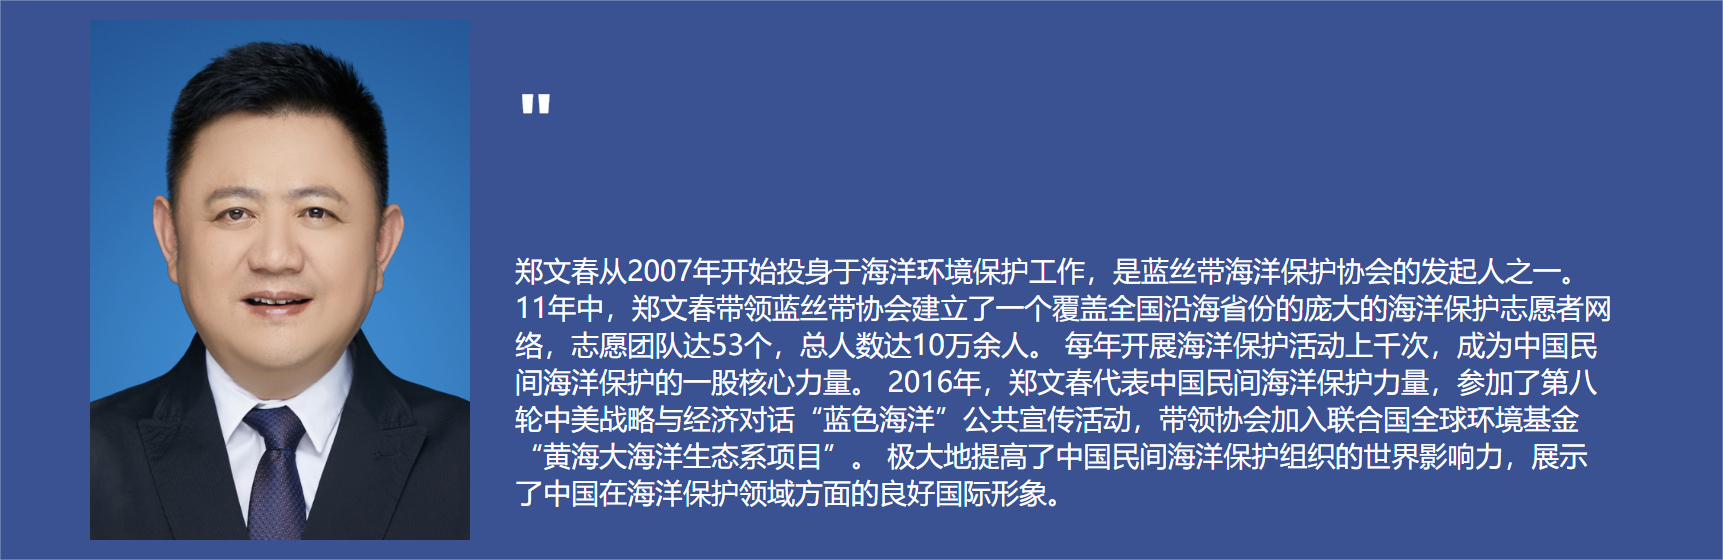 "
郑文春从2007年开始投身于海洋环境保护工作，是蓝丝带海洋保护协会的发起人之一。
11年中，郑文春带领蓝丝带协会建立了一个覆盖全国沿海省份的庞大的海洋保护志愿者网
络，志愿团队达53个，总人数达10万余人。 每年开展海洋保护活动上千次，成为中国民
间海洋保护的一股核心力量。 2016年，郑文春代表中国民间海洋保护力量，参加了第八
轮中美战略与经济对话“蓝色海洋”公共宣传活动，带领协会加入联合国全球环境基金
“黄海大海洋生态系项目”。 极大地提高了中国民间海洋保护组织的世界影响力，展示
了中国在海洋保护领域方面的良好国际形象。